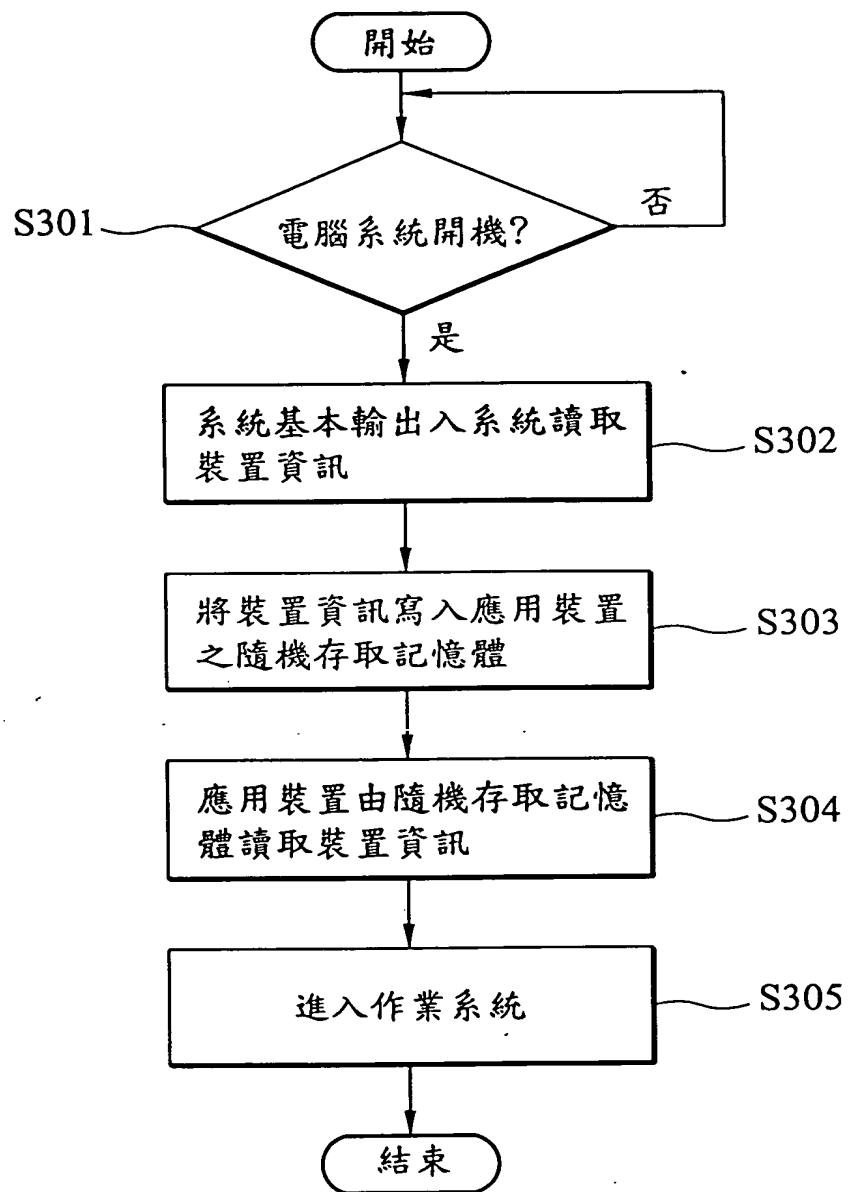 開始
否
S301
電腦系統開機?
是
系統基本輸出入系統讀取
裝置資訊
S302
將裝置資訊寫入應用裝置
之隨機存取記憶體
S303
應用裝置由隨機存取記憶
體讀取裝置資訊
S304
進入作業系統
S305
結束